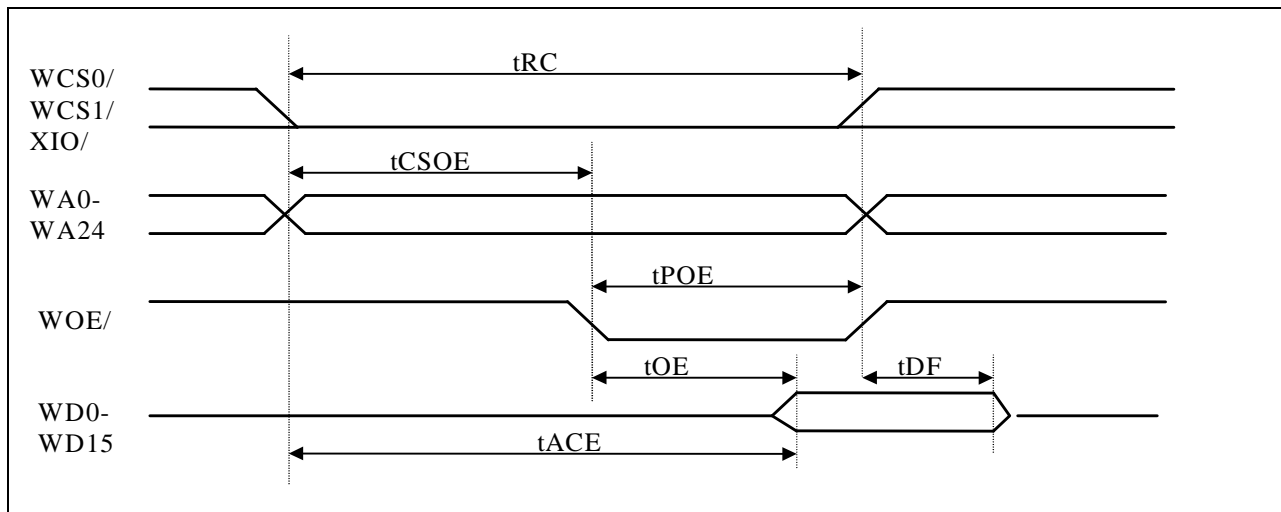 tRC
WCS0/
WCS1/
XIO/
tCSOE
WA0-
WA24
tPOE
WOE/
tOE
tDF
WD0-
WD15
tACE